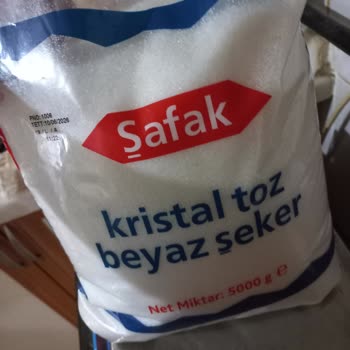 Şafak
kristal toz
beyaz şeker
Net Miktar: 5000 g ℮